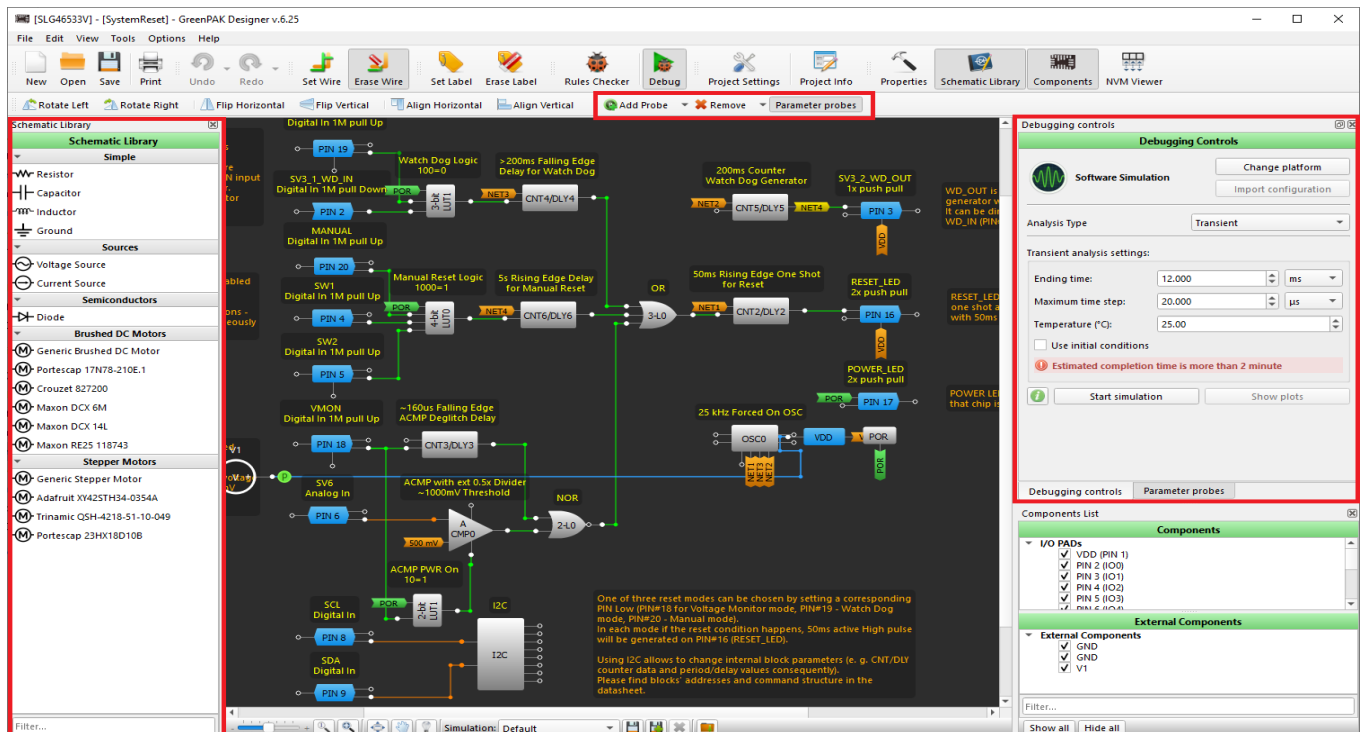 [SLG46533V] - [SystemReset] - GreenPAK Designer v.6.25
File Edit View Tools Options Help
New Open Save Print Undo Redo Set Wire Erase Wire Set Label Erase Label Rules Checker Debug Project Settings Project Info Properties Schematic Library Components NVM Viewer
Rotate Left Rotate Right Flip Horizontal Flip Vertical Align Horizontal Align Vertical Add Probe Remove Parameter probes
Schematic Library
Schematic Library
Simple
Resistor
Capacitor
Inductor
Ground
Sources
Voltage Source
Current Source
Semiconductors
Diode
Brushed DC Motors
Generic Brushed DC Motor
Portescap 17N78-210E.1
Crouzet 827200
Maxon DCX 6M
Maxon DCX 14L
Maxon RE25 118743
Stepper Motors
Generic Stepper Motor
Adafruit XY42STH34-0354A
Trinamic QSH-4218-51-10-049
Portescap 23HX18D10B
Filter...
Digital In 1M pull Up
PIN 19
N input
SV3_1_WD_IN
Digital In 1M pull Down
PIN 2
Watch Dog Logic
100=0
POR
3-bit
LUT1
NET3
>200ms Falling Edge
Delay for Watch Dog
CNT4/DLY4
200ms Counter
Watch Dog Generator
NET2
CNT5/DLY5
NET4
SV3_2_WD_OUT
1x push pull
PIN 3
VDD
WD_OUT is
generator w
It can be di
WD_IN (PIN
MANUAL
Digital In 1M pull Up
PIN 20
SW1
Digital In 1M pull Up
PIN 4
SW2
Digital In 1M pull Up
PIN 5
Manual Reset Logic
1000=1
POR
4-bit
LUT0
NET4
5s Rising Edge Delay
for Manual Reset
CNT6/DLY6
OR
3-L0
50ms Rising Edge One Shot
for Reset
NET1
CNT2/DLY2
RESET_LED
2x push pull
PIN 16
VDD
RESET_LED
one shot a
with 50ms
POWER_LED
2x push pull
POR
PIN 17
POWER LE
that chip is
VMON
Digital In 1M pull Up
PIN 18
~160us Falling Edge
ACMP Deglitch Delay
CNT3/DLY3
25 kHz Forced On OSC
OSC0
NET1
NET3
NET2
VDD
POR
POR
V1
P
SV6
Analog In
PIN 6
ACMP with ext 0.5x Divider
~1000mV Threshold
A
CMP0
500 mV
NOR
2-L0
ACMP PWR On
10=1
POR
2-bit
LUT1
SCL
Digital In
PIN 8
SDA
Digital In
PIN 9
I2C
I2C
One of three reset modes can be chosen by setting a corresponding
PIN Low (PIN#18 for Voltage Monitor mode, PIN#19 - Watch Dog
mode, PIN#20 - Manual mode).
In each mode if the reset condition happens, 50ms active High pulse
will be generated on PIN#16 (RESET_LED).
Using I2C allows to change internal block parameters (e. g. CNT/DLY
counter data and period/delay values consequently).
Please find blocks' addresses and command structure in the
datasheet.
Simulation: Default
Debugging controls
Debugging Controls
Software Simulation
Change platform
Import configuration
Analysis Type Transient
Transient analysis settings:
Ending time: 12.000 ms
Maximum time step: 20.000 µs
Temperature (°C): 25.00
Use initial conditions
Estimated completion time is more than 2 minute
Start simulation Show plots
Debugging controls Parameter probes
Components List
Components
I/O PADs
VDD (PIN 1)
PIN 2 (IO0)
PIN 3 (IO1)
PIN 4 (IO2)
PIN 5 (IO3)
PIN 6 (IO4)
External Components
External Components
GND
GND
V1
Filter...
Show all Hide all